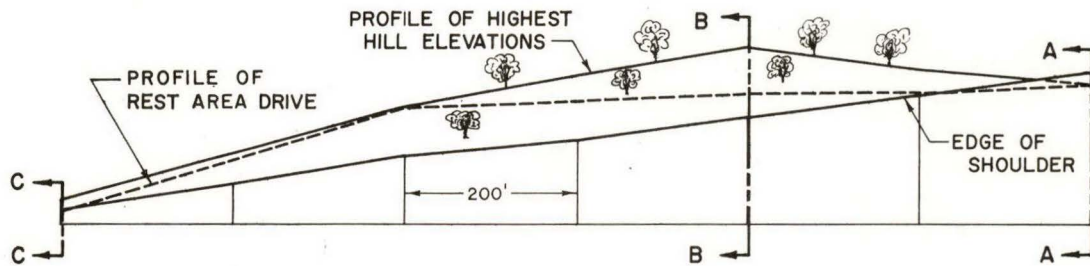 PROFILE OF HIGHEST
HILL ELEVATIONS
B
A
PROFILE OF
REST AREA DRIVE
EDGE OF
SHOULDER
C
200'
C
B
A